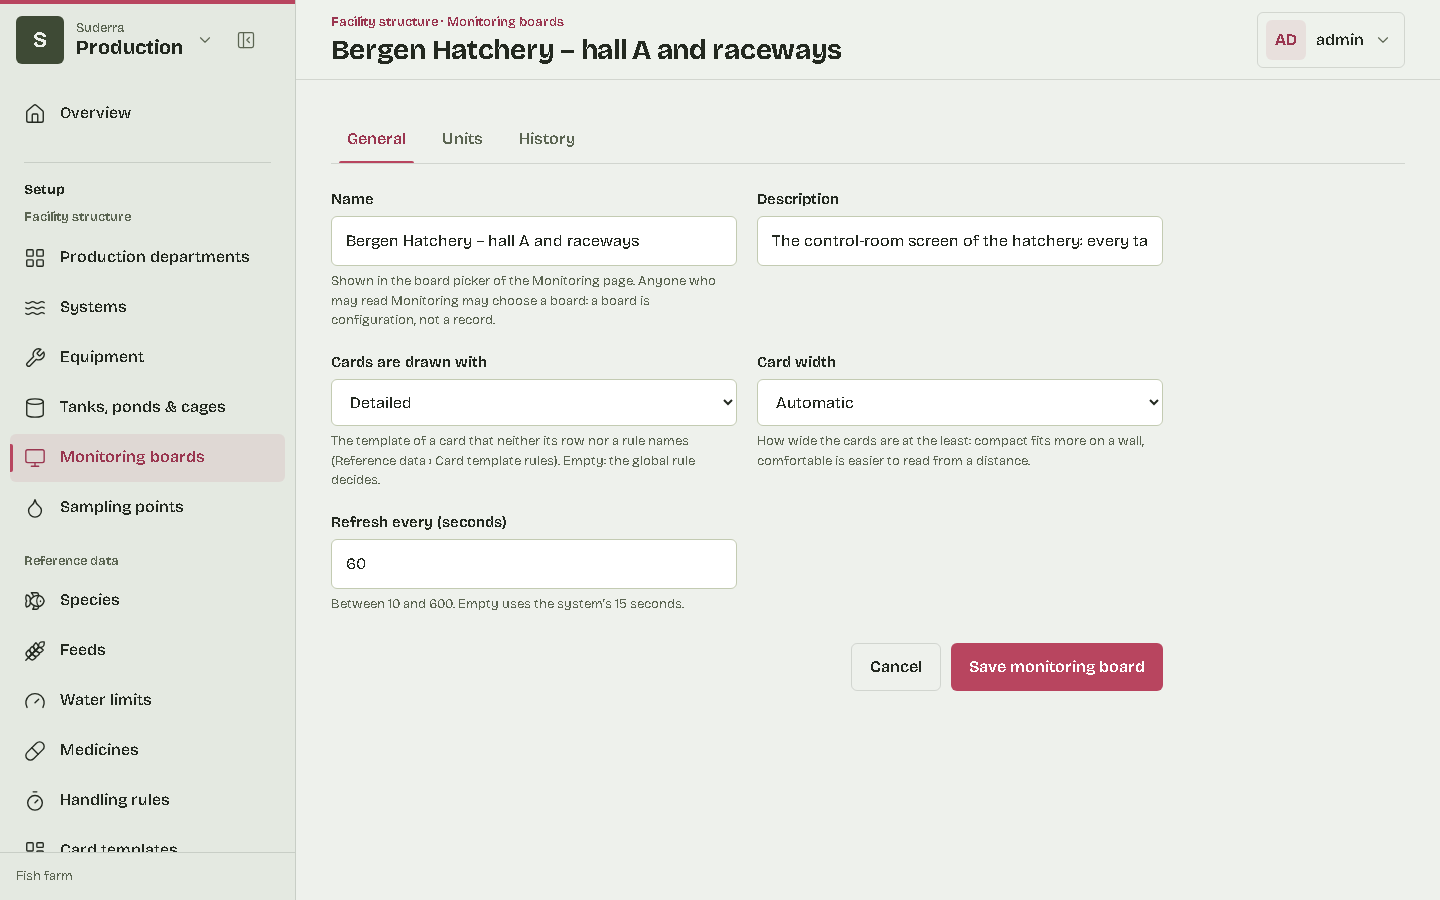 Suderra
S
Production
Overview
Setup
Facility structure
Production departments
Systems
Equipment
Tanks, ponds & cages
Monitoring boards
Sampling points
Reference data
Species
Feeds
Water limits
Medicines
Handling rules
Card templates
Fish farm
Facility structure · Monitoring boards
Bergen Hatchery – hall A and raceways
AD
admin
General
Units
History
Name
Bergen Hatchery – hall A and raceways
Shown in the board picker of the Monitoring page. Anyone who
may read Monitoring may choose a board: a board is
configuration, not a record.
Description
The control-room screen of the hatchery: every ta
Cards are drawn with
Detailed
The template of a card that neither its row nor a rule names
(Reference data › Card template rules). Empty: the global rule
decides.
Card width
Automatic
How wide the cards are at the least: compact fits more on a wall,
comfortable is easier to read from a distance.
Refresh every (seconds)
60
Between 10 and 600. Empty uses the system's 15 seconds.
Cancel
Save monitoring board